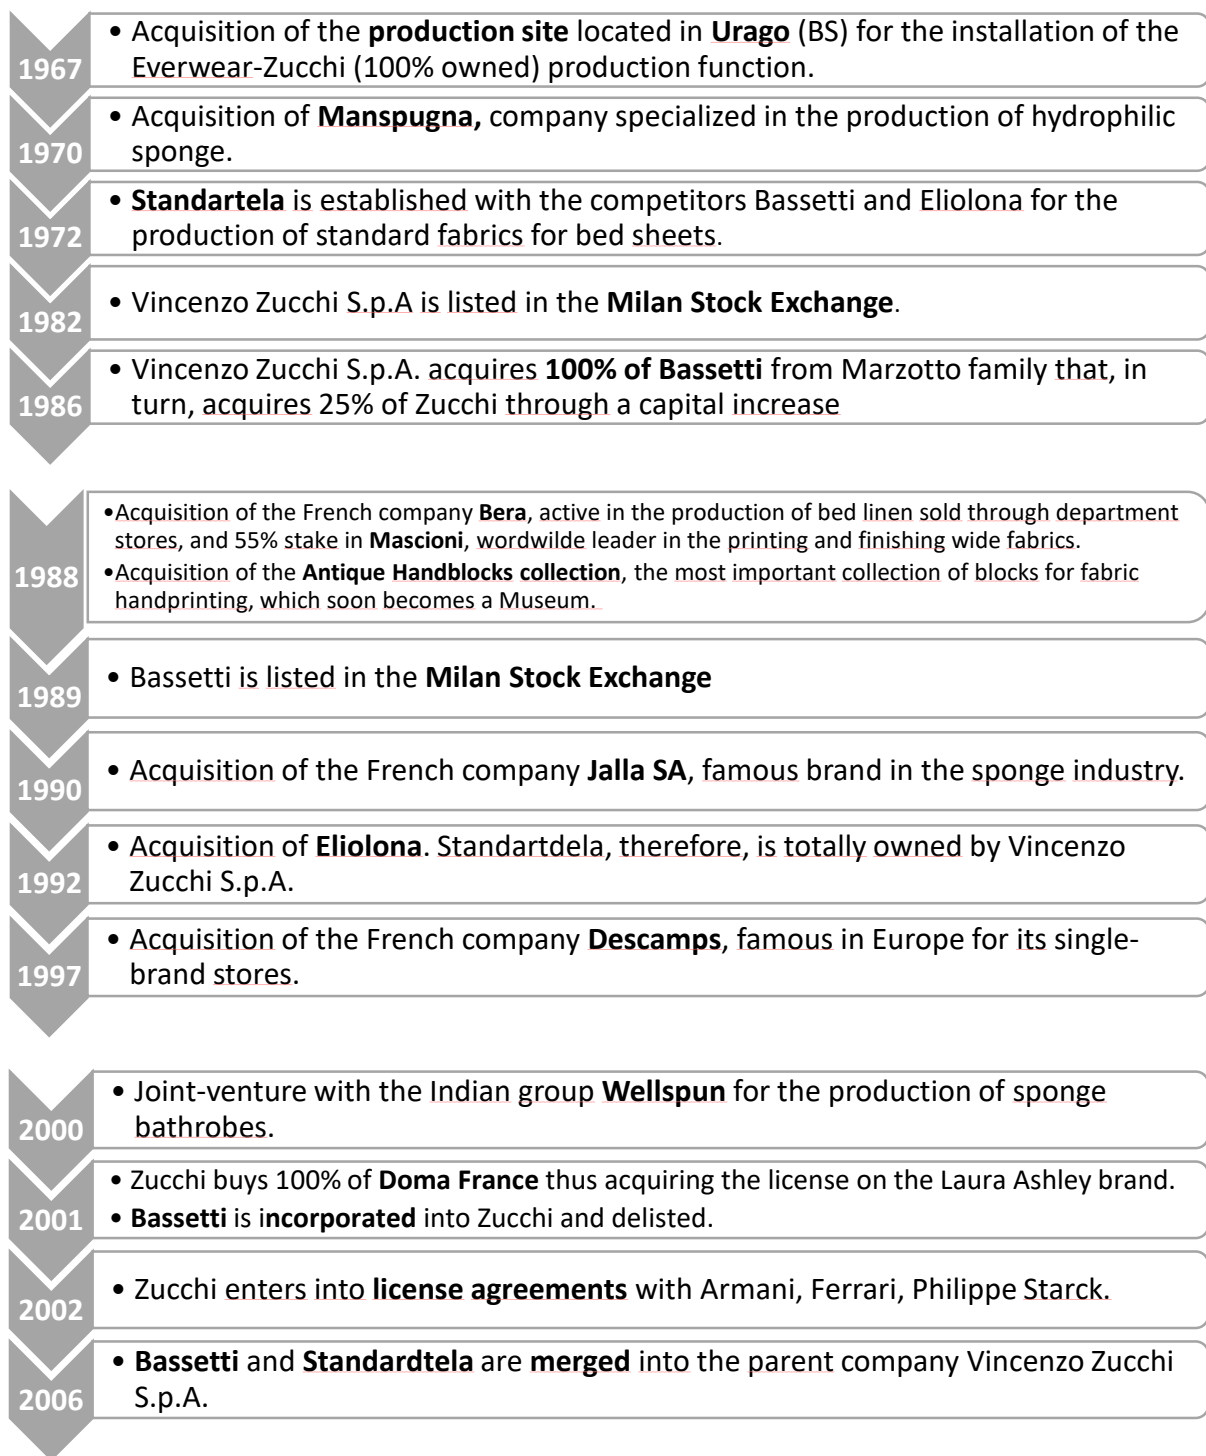 1967
• Acquisition of the production site located in Urago (BS) for the installation of the
Everwear-Zucchi (100% owned) production function.
1970
• Acquisition of Manspugna, company specialized in the production of hydrophilic
sponge.
1972
• Standartela is established with the competitors Bassetti and Eliolona for the
production of standard fabrics for bed sheets.
1982
• Vincenzo Zucchi S.p.A is listed in the Milan Stock Exchange.
1986
• Vincenzo Zucchi S.p.A. acquires 100% of Bassetti from Marzotto family that, in
turn, acquires 25% of Zucchi through a capital increase
1988
•Acquisition of the French company Bera, active in the production of bed linen sold through department
stores, and 55% stake in Mascioni, wordwilde leader in the printing and finishing wide fabrics.
•Acquisition of the Antique Handblocks collection, the most important collection of blocks for fabric
handprinting, which soon becomes a Museum.
1989
• Bassetti is listed in the Milan Stock Exchange
1990
• Acquisition of the French company Jalla SA, famous brand in the sponge industry.
1992
• Acquisition of Eliolona. Standartdela, therefore, is totally owned by Vincenzo
Zucchi S.p.A.
1997
• Acquisition of the French company Descamps, famous in Europe for its single-
brand stores.
2000
• Joint-venture with the Indian group Wellspun for the production of sponge
bathrobes.
2001
• Zucchi buys 100% of Doma France thus acquiring the license on the Laura Ashley brand.
• Bassetti is incorporated into Zucchi and delisted.
2002
• Zucchi enters into license agreements with Armani, Ferrari, Philippe Starck.
2006
• Bassetti and Standardtela are merged into the parent company Vincenzo Zucchi
S.p.A.